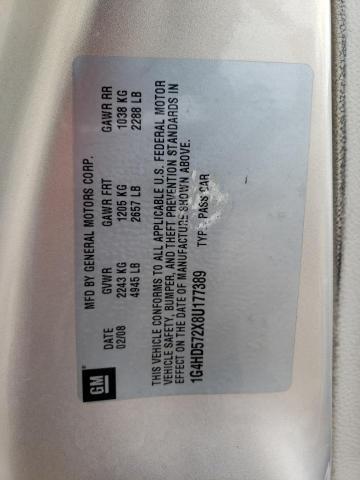 GM
MFD BY GENERAL MOTORS CORP.
DATE GVWR GAWR FRT GAWR RR
02/08 2243 KG 1205 KG 1038 KG
4945 LB 2657 LB 2288 LB
THIS VEHICLE CONFORMS TO ALL APPLICABLE U.S. FEDERAL MOTOR
VEHICLE SAFETY, BUMPER, AND THEFT PREVENTION STANDARDS IN
EFFECT ON THE DATE OF MANUFACTURE SHOWN ABOVE.
1G4HD572X8U177389 TYP: PASS CAR